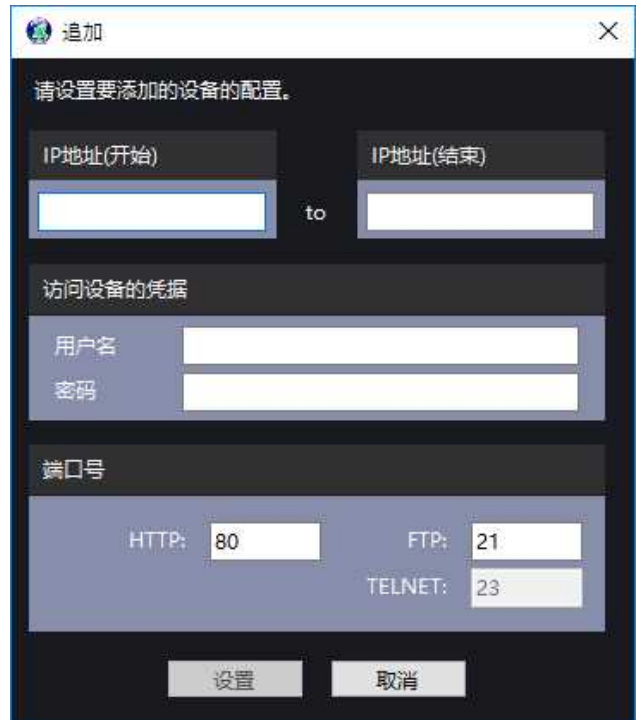 追加
请设置要添加的设备的配置。
IP地址(开始)
IP地址(结束)
to
访问设备的凭据
用户名
密码
端口号
HTTP: 80 FTP: 21
TELNET: 23
设置 取消